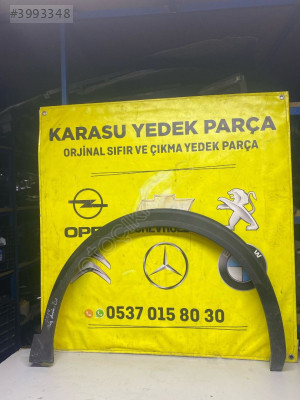 #3993348
KARASU YEDEK PARÇA
ORJİNAL SIFIR VE ÇIKMA YEDEK PARÇA
0537 015 80 30